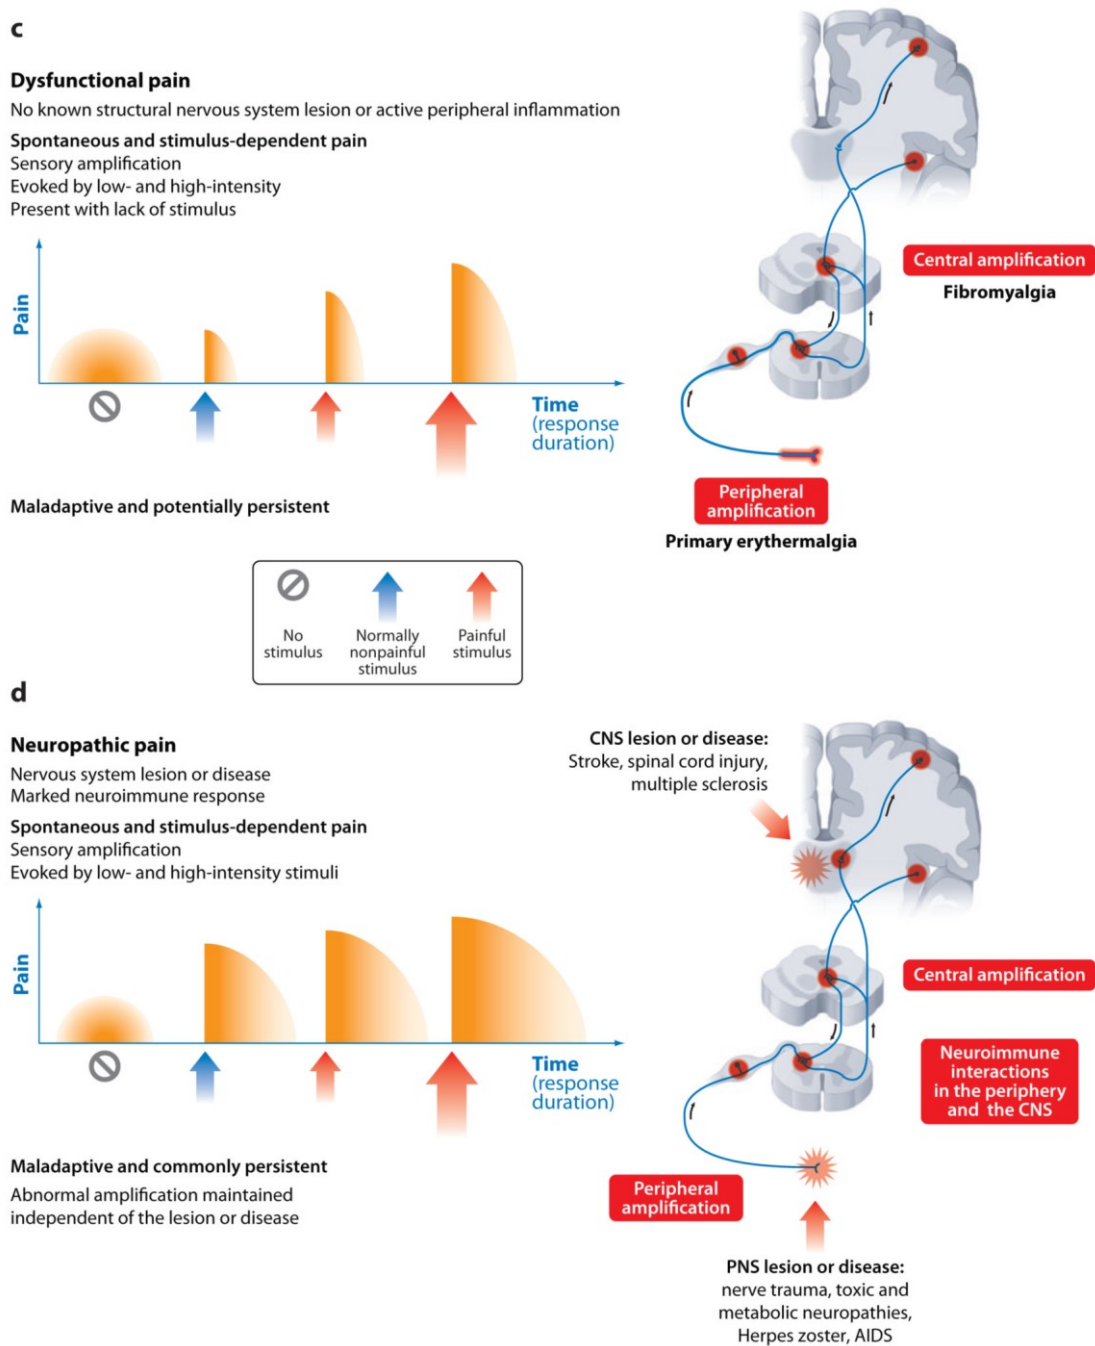 c
Dysfunctional pain
No known structural nervous system lesion or active peripheral inflammation
Spontaneous and stimulus-dependent pain
Sensory amplification
Evoked by low- and high-intensity
Present with lack of stimulus
Pain
Time
(response
duration)
Maladaptive and potentially persistent
Central amplification
Fibromyalgia
Peripheral
amplification
Primary erythermalgia
No
stimulus
Normally
nonpainful
stimulus
Painful
stimulus
d
Neuropathic pain
Nervous system lesion or disease
Marked neuroimmune response
Spontaneous and stimulus-dependent pain
Sensory amplification
Evoked by low- and high-intensity stimuli
Pain
Time
(response
duration)
Maladaptive and commonly persistent
Abnormal amplification maintained
independent of the lesion or disease
CNS lesion or disease:
Stroke, spinal cord injury,
multiple sclerosis
Central amplification
Neuroimmune
interactions
in the periphery
and the CNS
Peripheral
amplification
PNS lesion or disease:
nerve trauma, toxic and
metabolic neuropathies,
Herpes zoster, AIDS